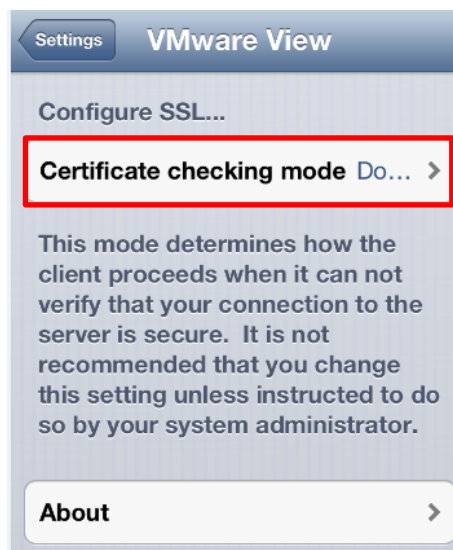 Settings
VMware View
Configure SSL...
Certificate checking mode Do...
This mode determines how the
client proceeds when it can not
verify that your connection to the
server is secure. It is not
recommended that you change
this setting unless instructed to do
so by your system administrator.
About